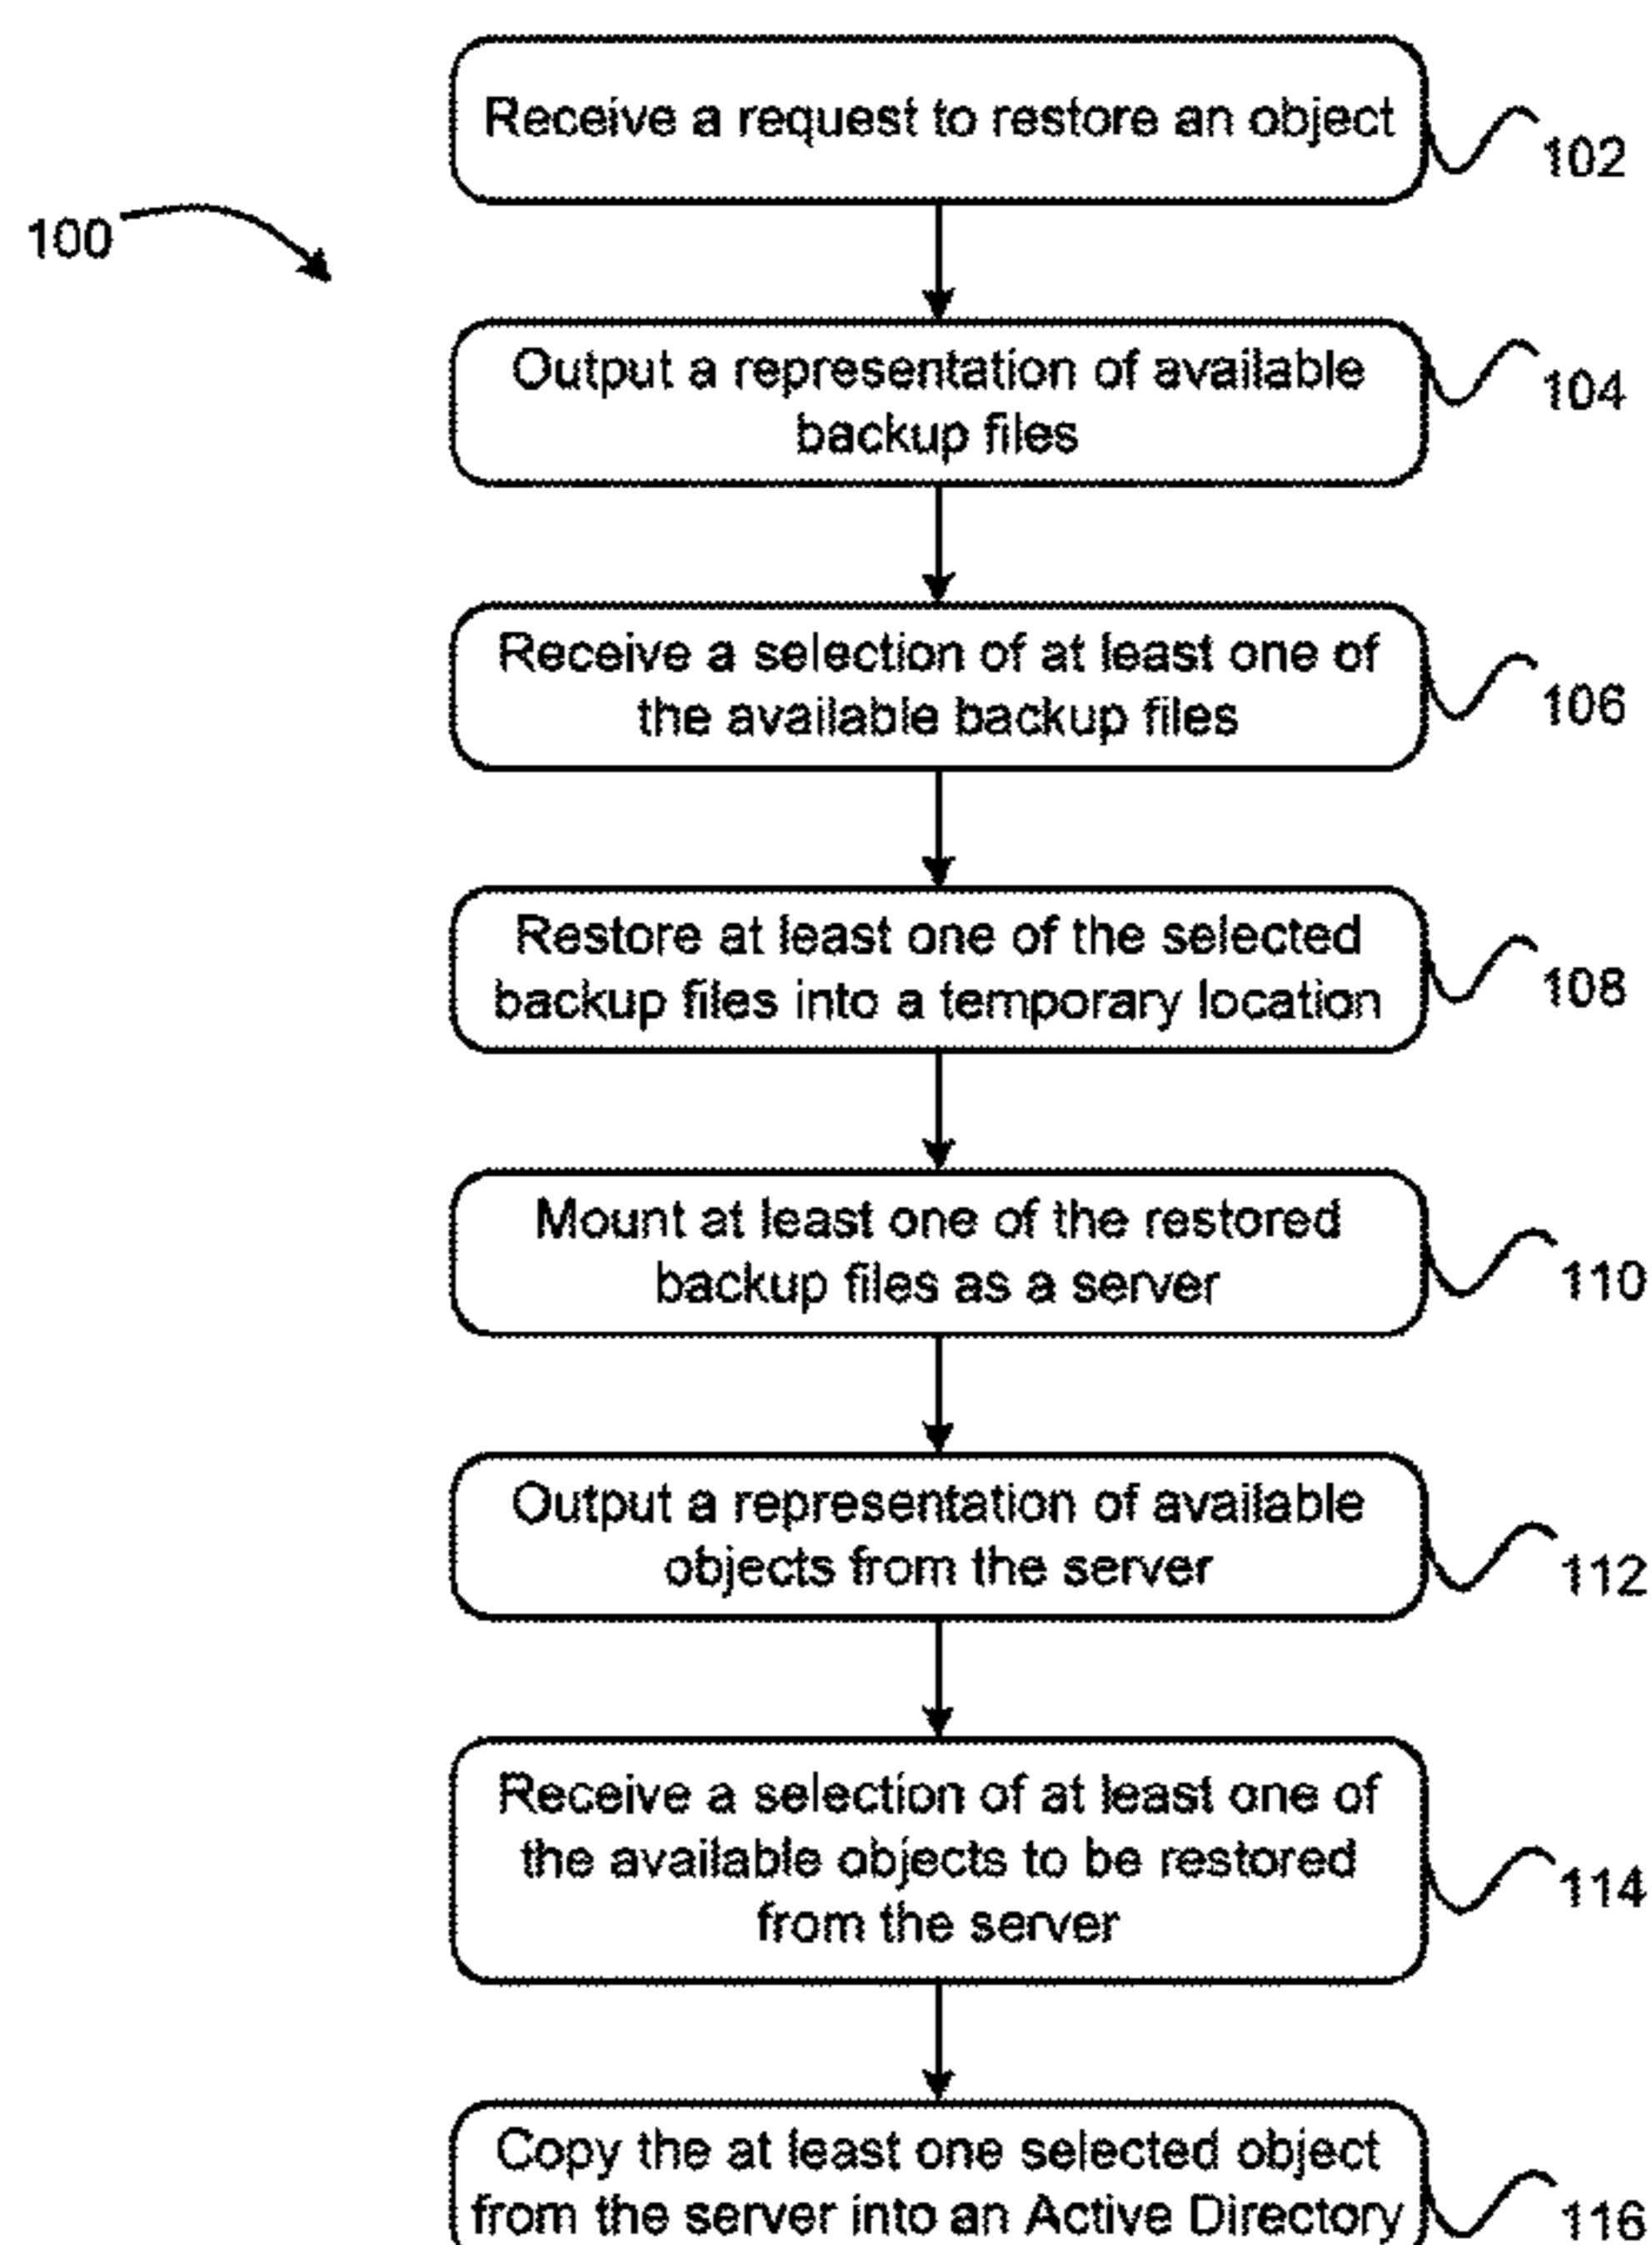 Receive a request to restore an object
102
100
Output a representation of available
backup files
104
Receive a selection of at least one of
the available backup files
106
Restore at least one of the selected
backup files into a temporary location
108
Mount at least one of the restored
backup files as a server
110
Output a representation of available
objects from the server
112
Receive a selection of at least one of
the available objects to be restored
from the server
114
Copy the at least one selected object
from the server into an Active Directory
116